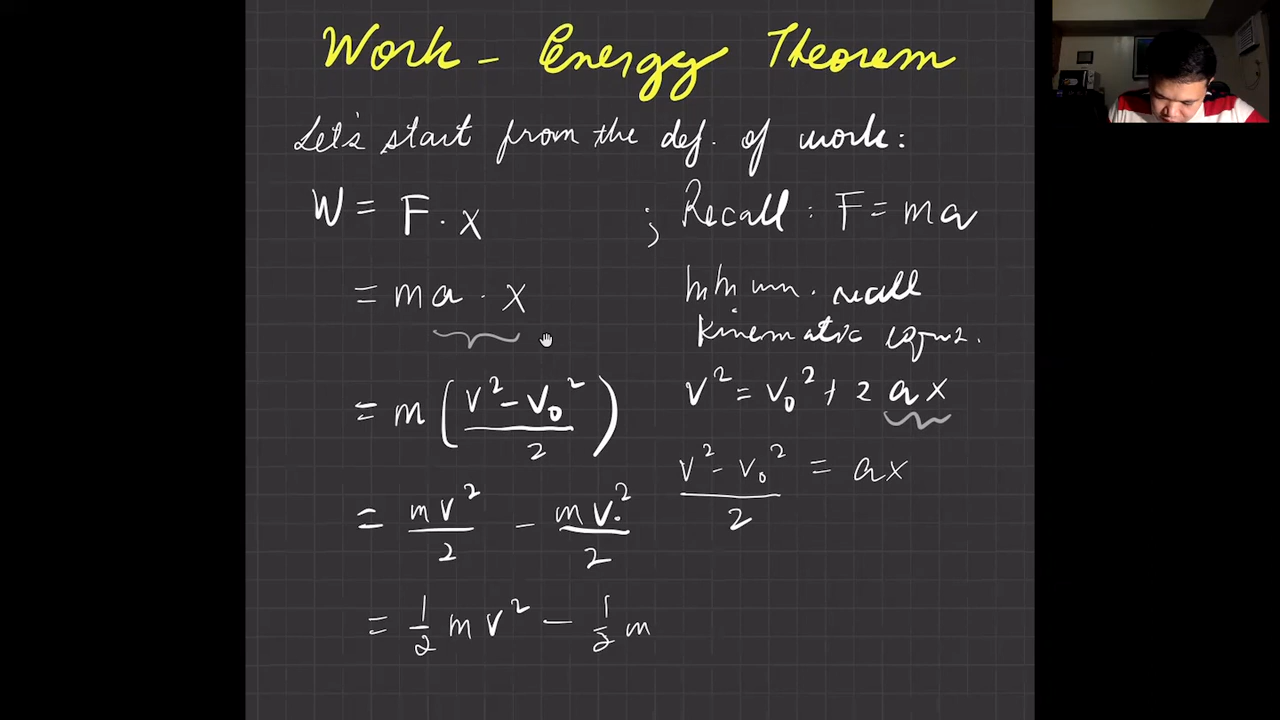 Work - Energy Theorem
Let's start from the def. of work:
W = F · x ; Recall : F = ma
= ma · x
recall
kinematic eqn.
= m ( (v² - v₀²) / 2 )
v² = v₀² + 2 ax
(v² - v₀²) / 2 = ax
= mv² / 2 - mv₀² / 2
= 1/2 mv² - 1/2 m